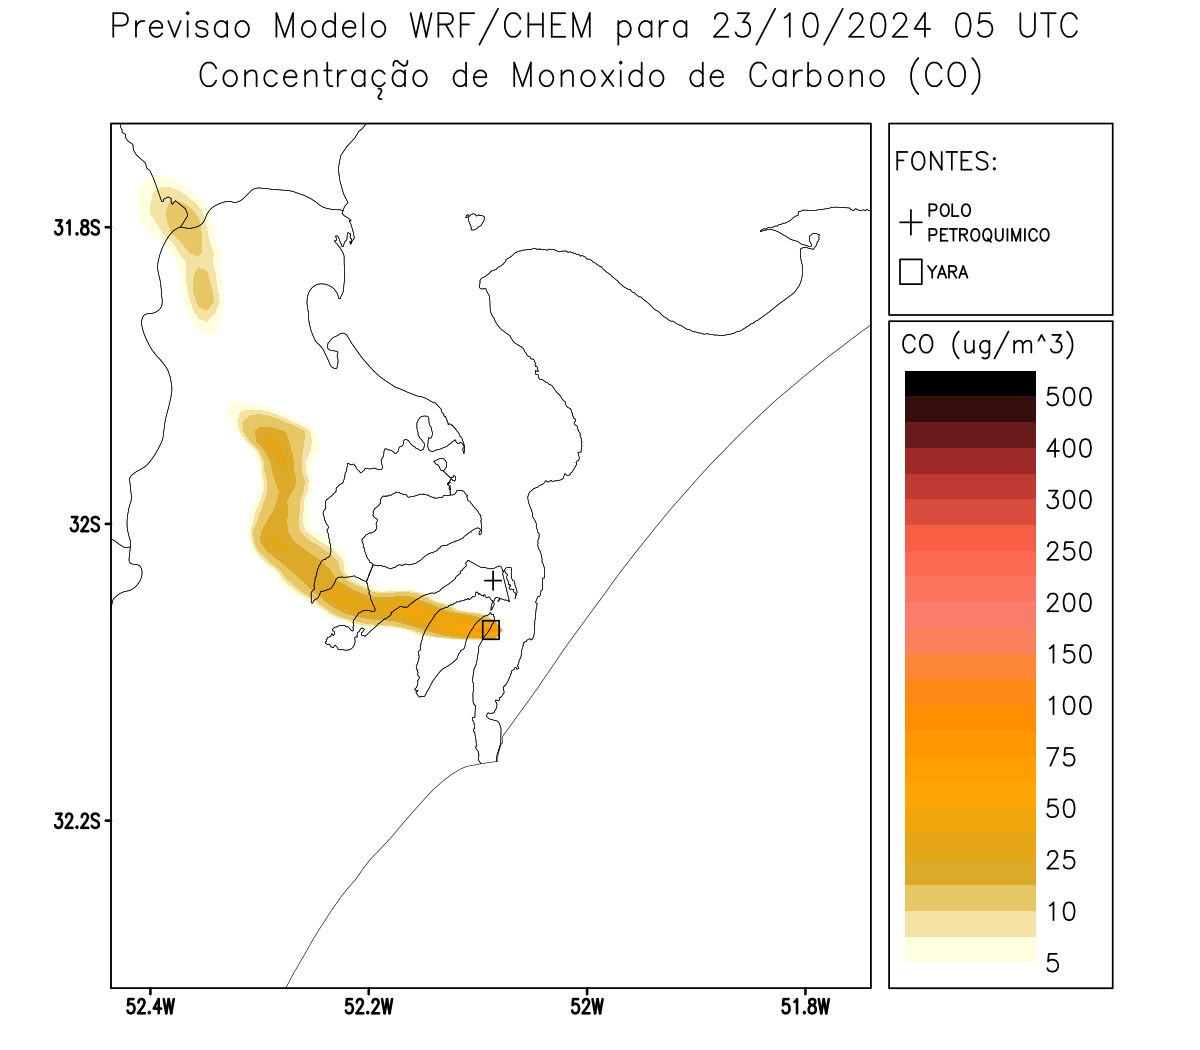 Previsao Modelo WRF/CHEM para 23/10/2024 05 UTC
Concentração de Monoxido de Carbono (CO)
FONTES:
POLO
PETROQUIMICO
YARA
CO (ug/m^3)
500
400
300
250
200
150
100
75
50
25
10
5
31.8S
32S
32.2S
52.4W
52.2W
52W
51.8W